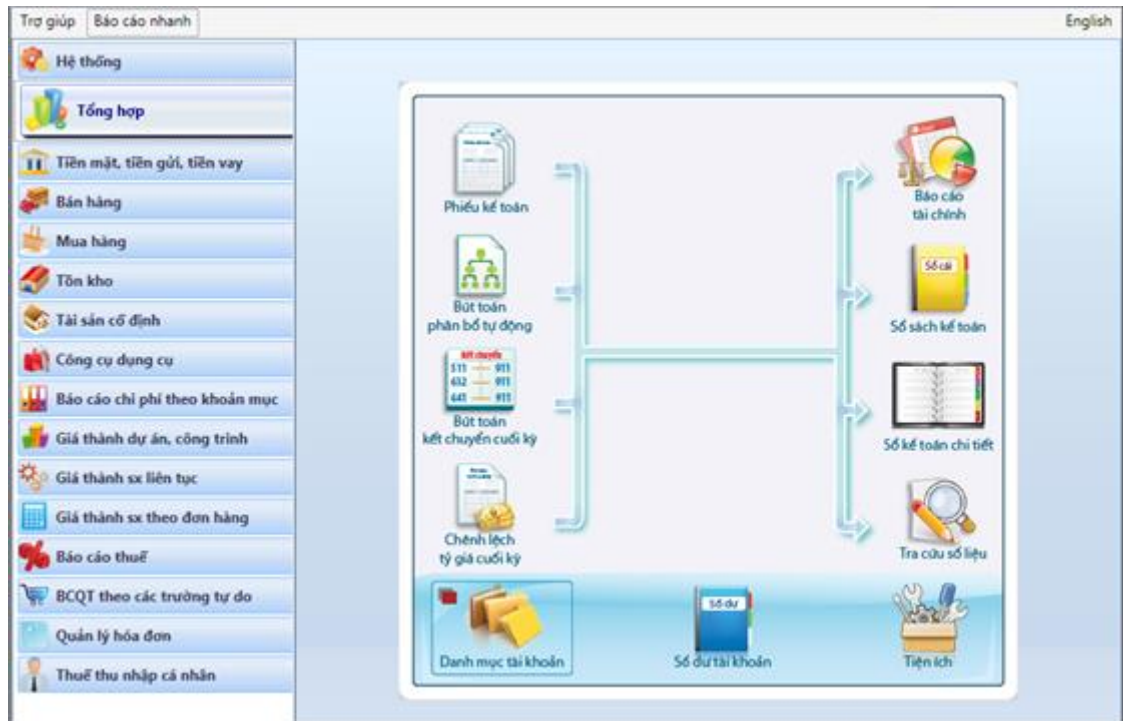 Trợ giúp Báo cáo nhanh English
Hệ thống
Tổng hợp
Tiền mặt, tiền gửi, tiền vay
Bán hàng
Mua hàng
Tồn kho
Tài sản cố định
Công cụ dụng cụ
Báo cáo chi phí theo khoản mục
Giá thành dự án, công trình
Giá thành sx liên tục
Giá thành sx theo đơn hàng
Báo cáo thuế
BCQT theo các trường tự do
Quản lý hóa đơn
Thuế thu nhập cá nhân
Phiếu kế toán
Bút toán
phân bổ tự động
Kết chuyển
511 911
632 911
641 911
Bút toán
kết chuyển cuối kỳ
Chênh lệch
tỷ giá cuối kỳ
Báo cáo
tài chính
Sổ cái
Sổ sách kế toán
Sổ kế toán chi tiết
Tra cứu số liệu
Danh mục tài khoản
Số dư
Số dư tài khoản
Tiện ích